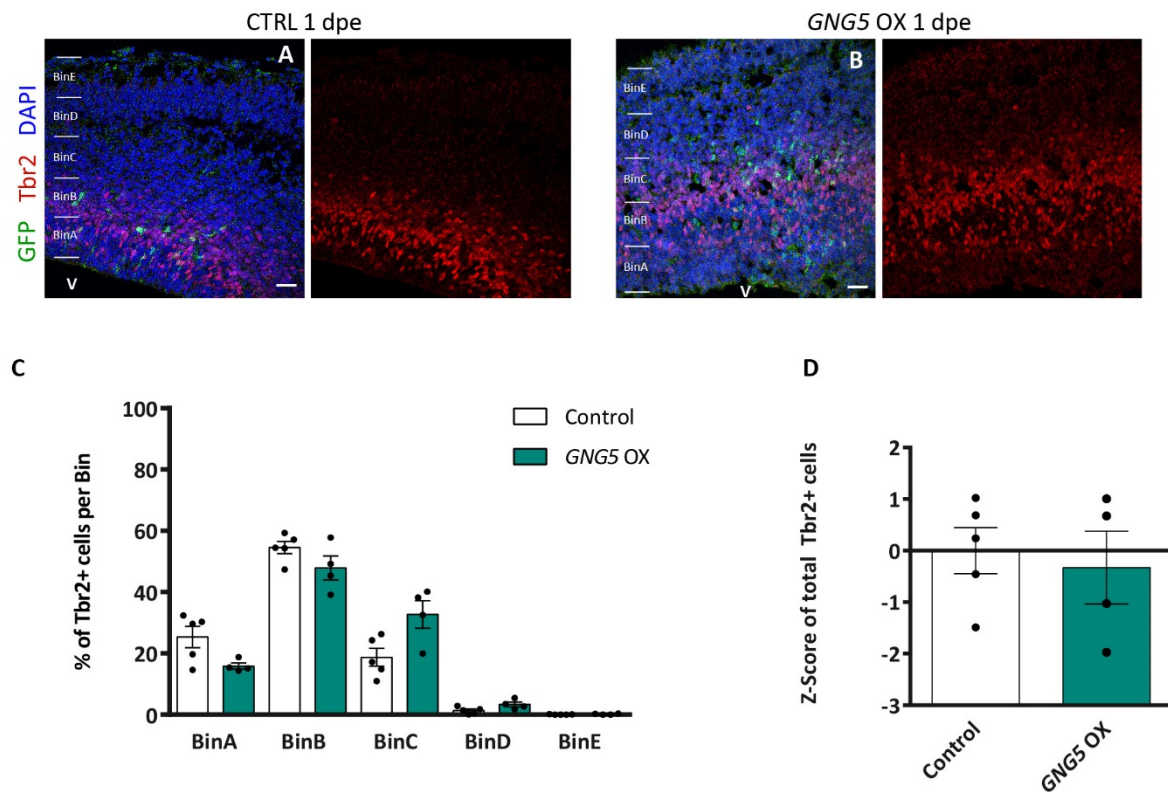 CTRL 1 dpe
GNG5 OX 1 dpe
GFP Tbr2 DAPI
A
BinE
BinD
BinC
BinB
BinA
V
B
BinE
BinD
BinC
BinB
BinA
V
C
% of Tbr2+ cells per Bin
100
80
60
40
20
0
BinA BinB BinC BinD BinE
Control
GNG5 OX
D
Z-Score of total Tbr2+ cells
2
1
0
-1
-2
-3
Control
GNG5 OX